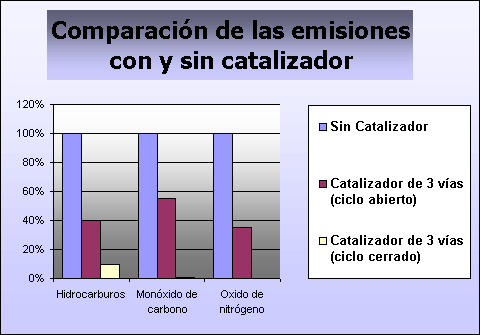 Comparación de las emisiones
con y sin catalizador
120%
100%
80%
60%
40%
20%
0%
Hidrocarburos
Monóxido de
carbono
Oxido de
nitrógeno
Sin Catalizador
Catalizador de 3 vías
(ciclo abierto)
Catalizador de 3 vías
(ciclo cerrado)